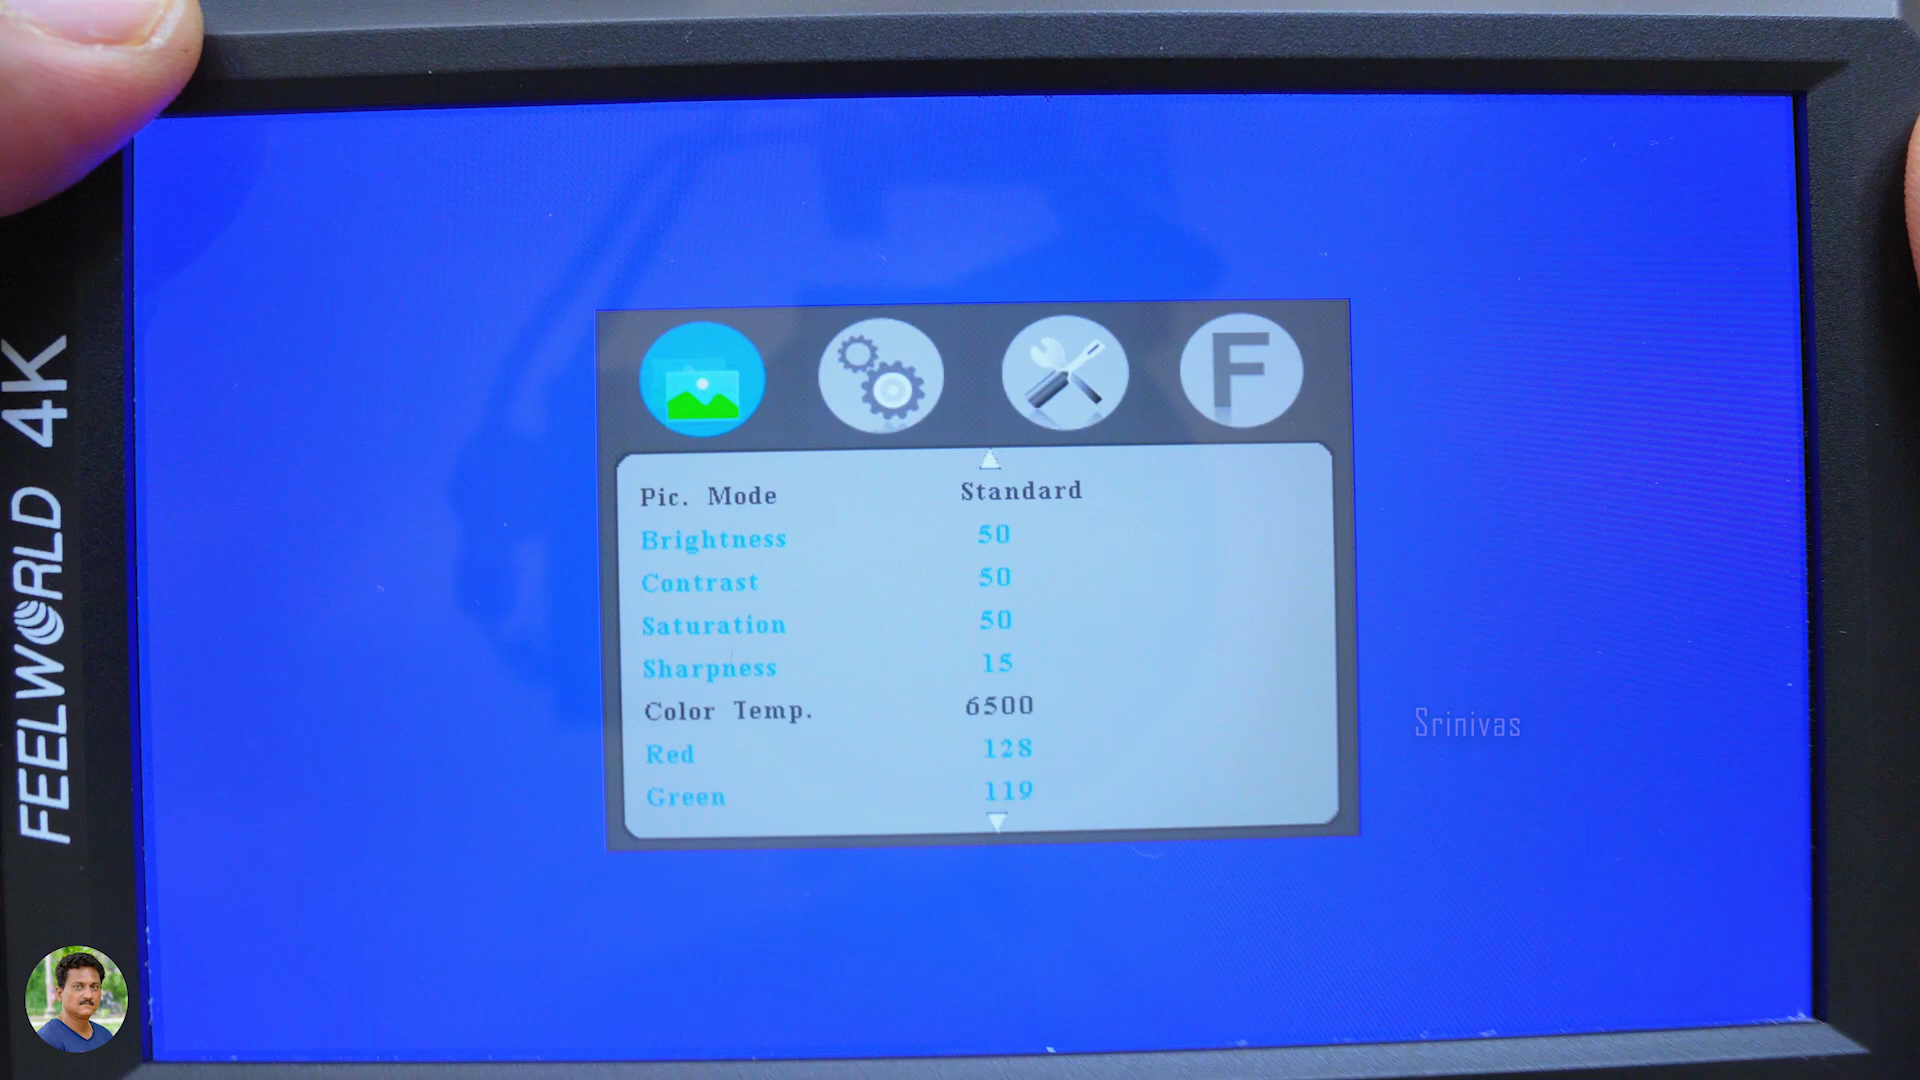 FEELWORLD 4K
F
Pic. Mode Standard
Brightness 50
Contrast 50
Saturation 50
Sharpness 15
Color Temp. 6500
Red 128
Green 119
Srinivas